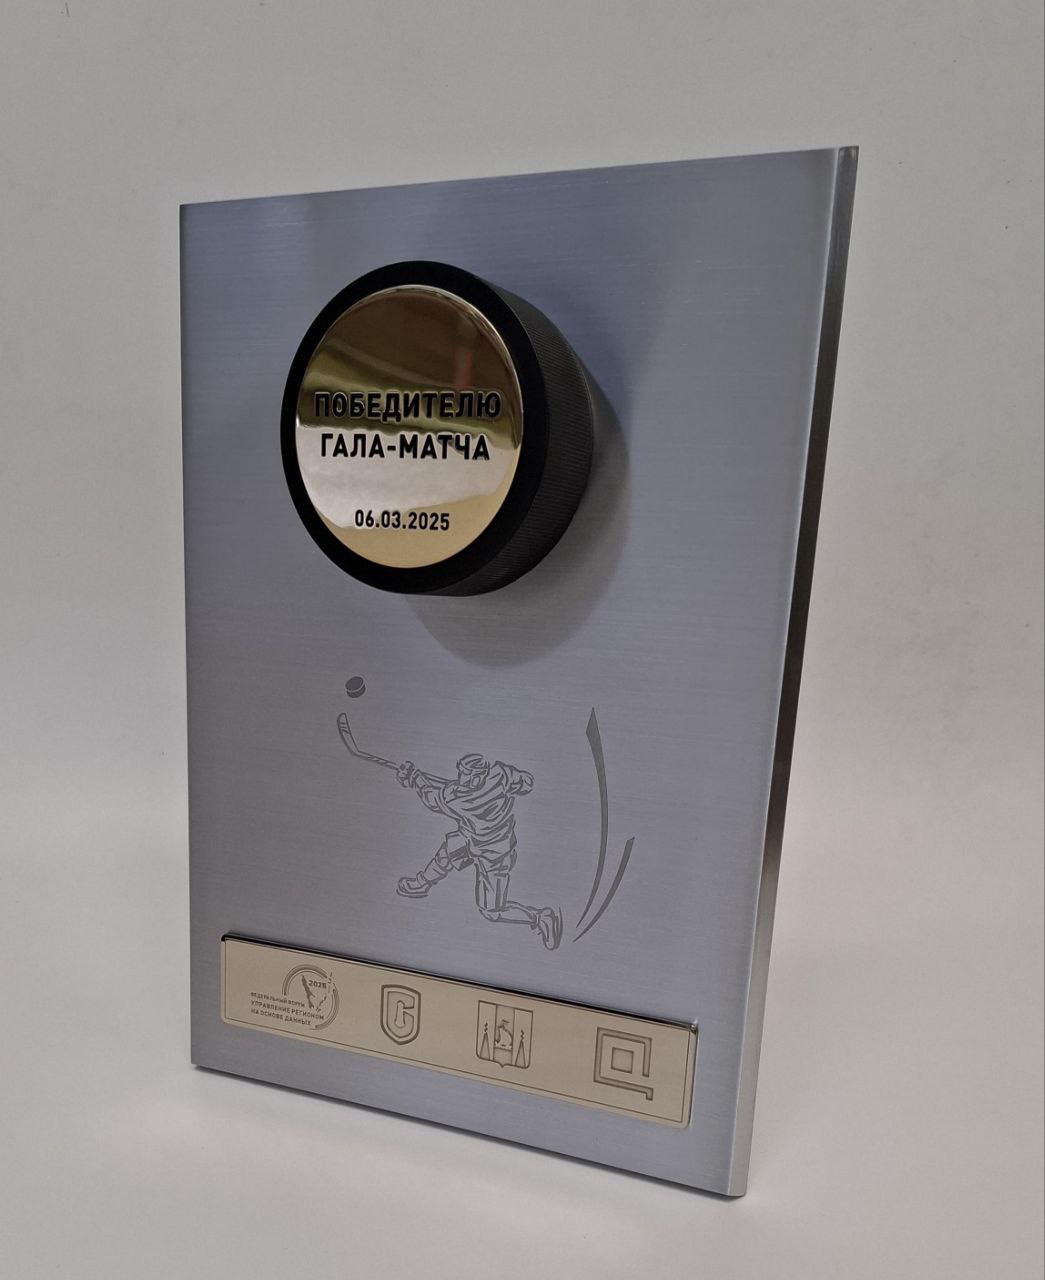 ПОБЕДИТЕЛЮ
ГАЛА-МАТЧА
06.03.2025
2025
ФЕДЕРАЛЬНЫЙ ФОРУМ
УПРАВЛЕНИЕ РЕГИОНОМ
НА ОСНОВЕ ДАННЫХ